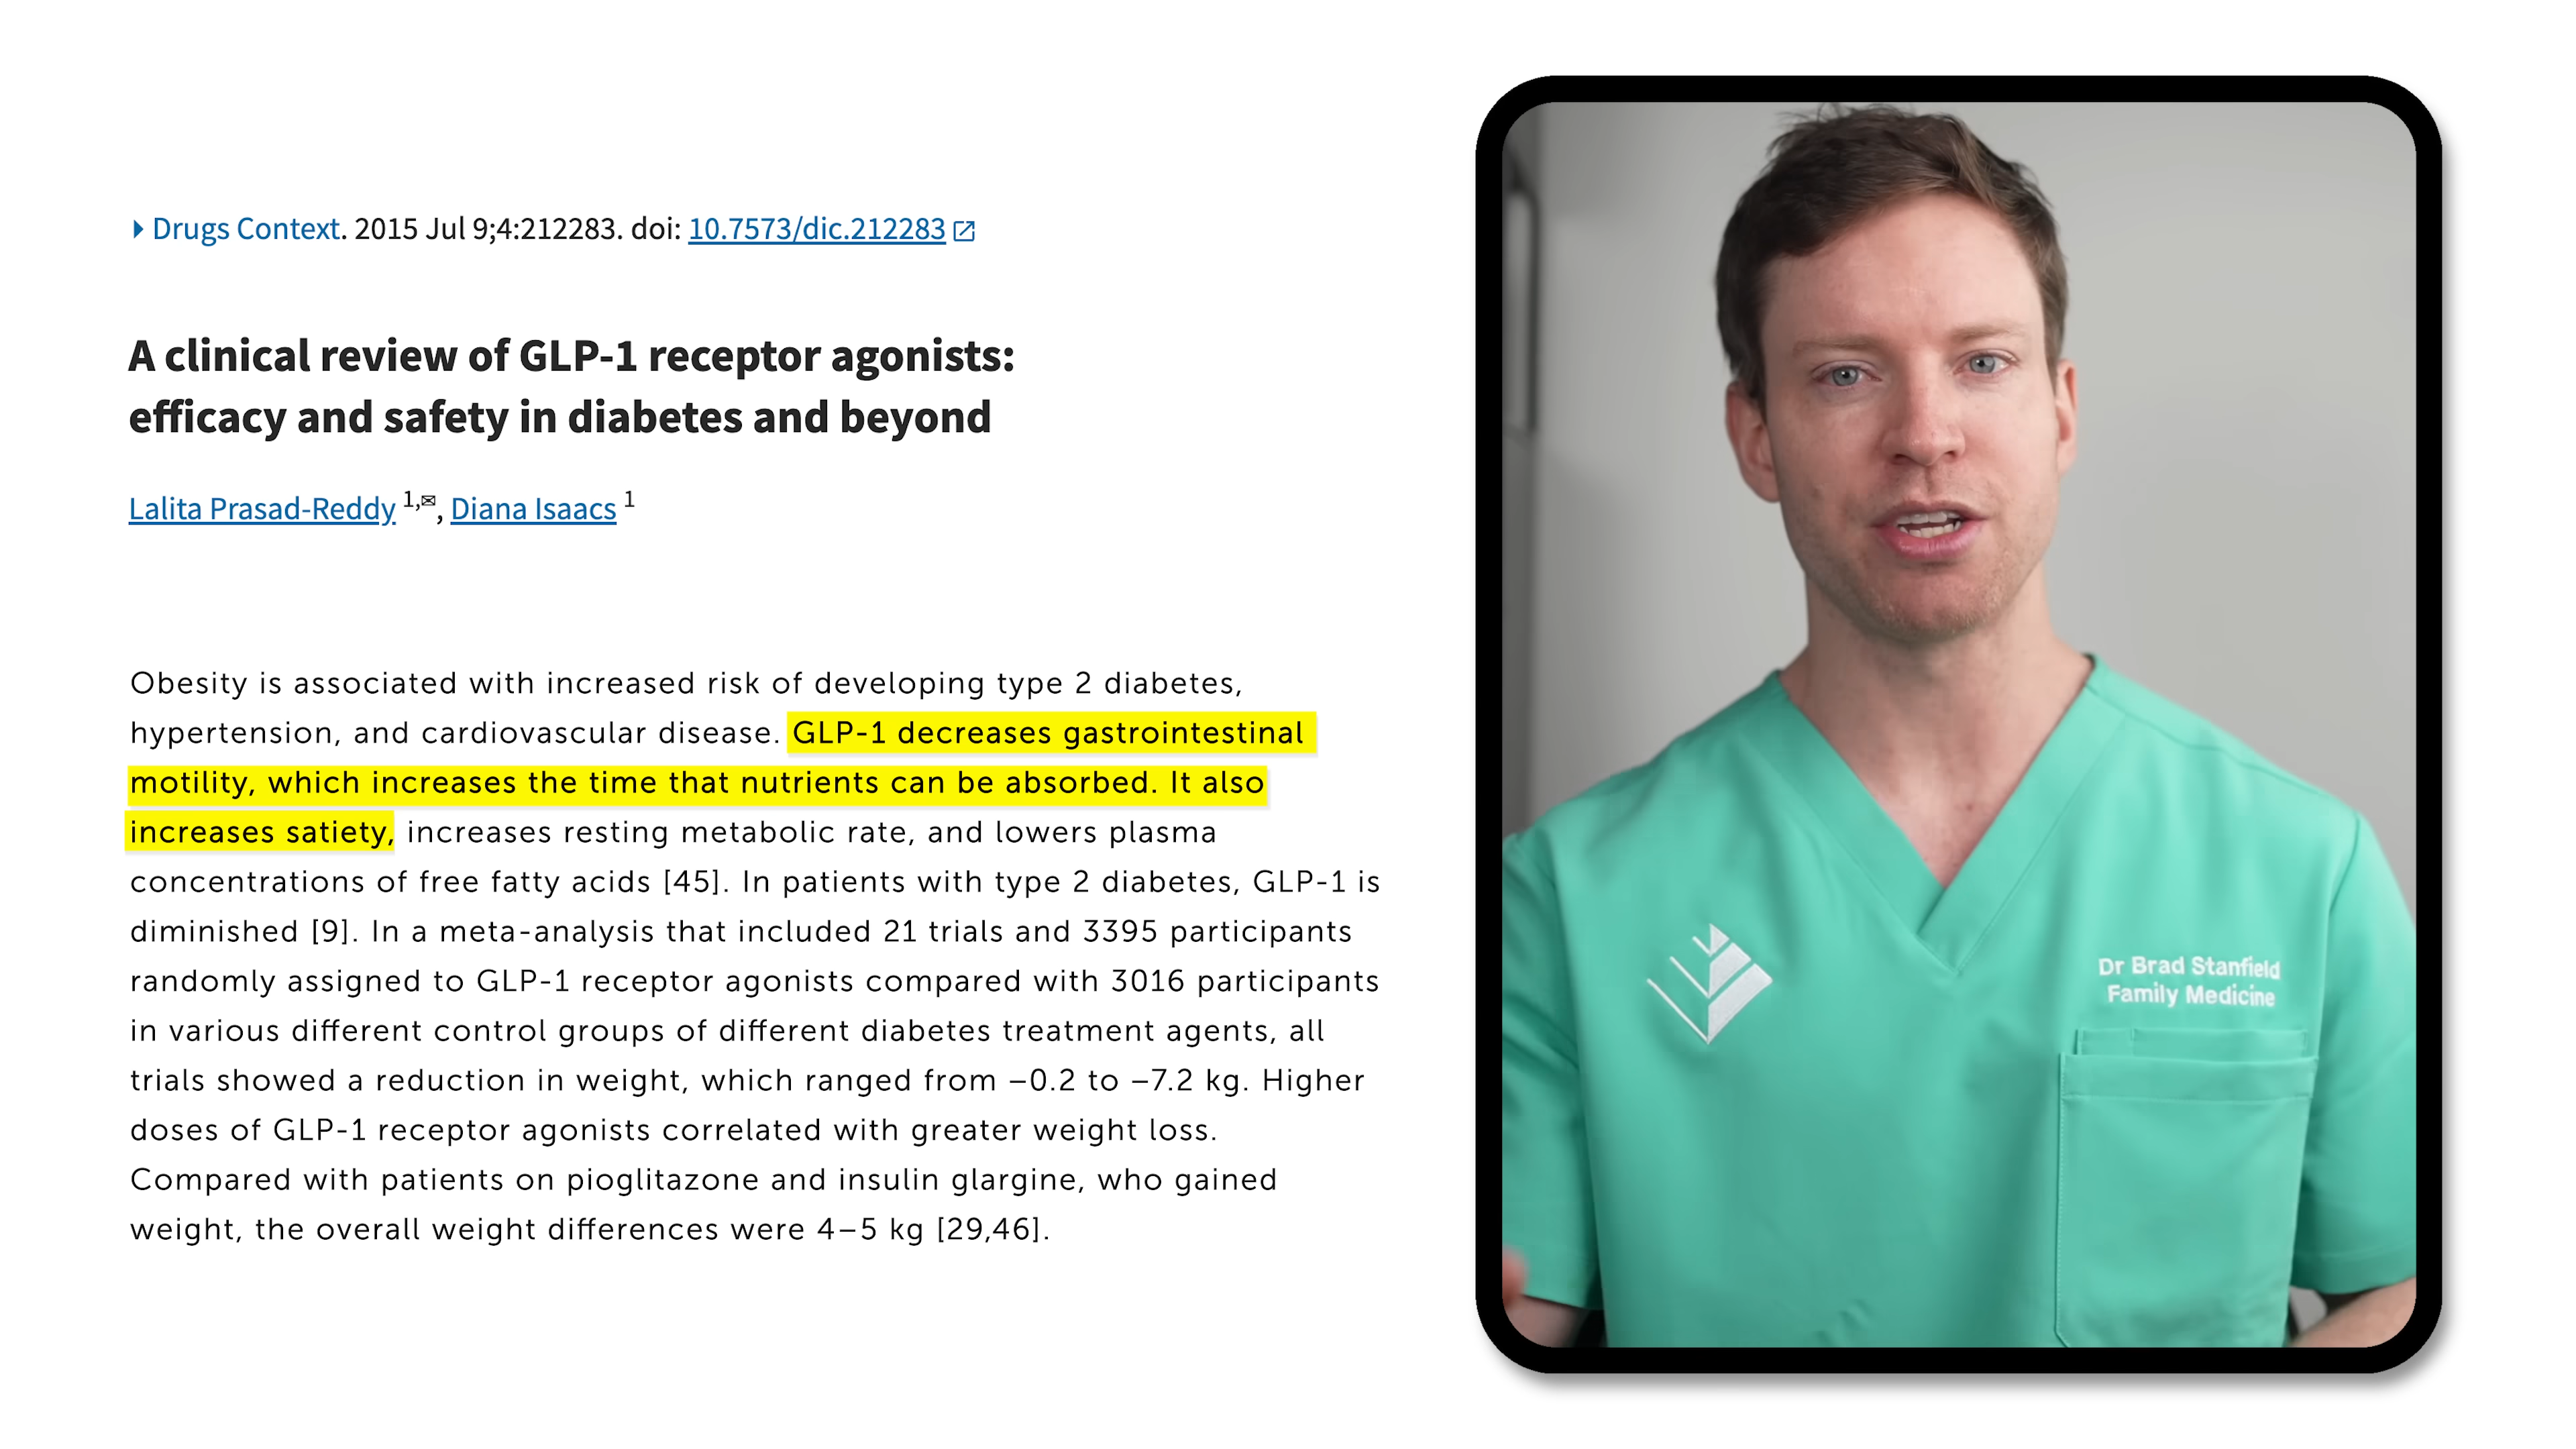 Drugs Context. 2015 Jul 9;4:212283. doi: 10.7573/dic.212283
A clinical review of GLP-1 receptor agonists:
efficacy and safety in diabetes and beyond
Lalita Prasad-Reddy 1,✉, Diana Isaacs 1
Obesity is associated with increased risk of developing type 2 diabetes,
hypertension, and cardiovascular disease. GLP-1 decreases gastrointestinal
motility, which increases the time that nutrients can be absorbed. It also
increases satiety, increases resting metabolic rate, and lowers plasma
concentrations of free fatty acids [45]. In patients with type 2 diabetes, GLP-1 is
diminished [9]. In a meta-analysis that included 21 trials and 3395 participants
randomly assigned to GLP-1 receptor agonists compared with 3016 participants
in various different control groups of different diabetes treatment agents, all
trials showed a reduction in weight, which ranged from −0.2 to −7.2 kg. Higher
doses of GLP-1 receptor agonists correlated with greater weight loss.
Compared with patients on pioglitazone and insulin glargine, who gained
weight, the overall weight differences were 4–5 kg [29,46].
Dr Brad Stanfield
Family Medicine